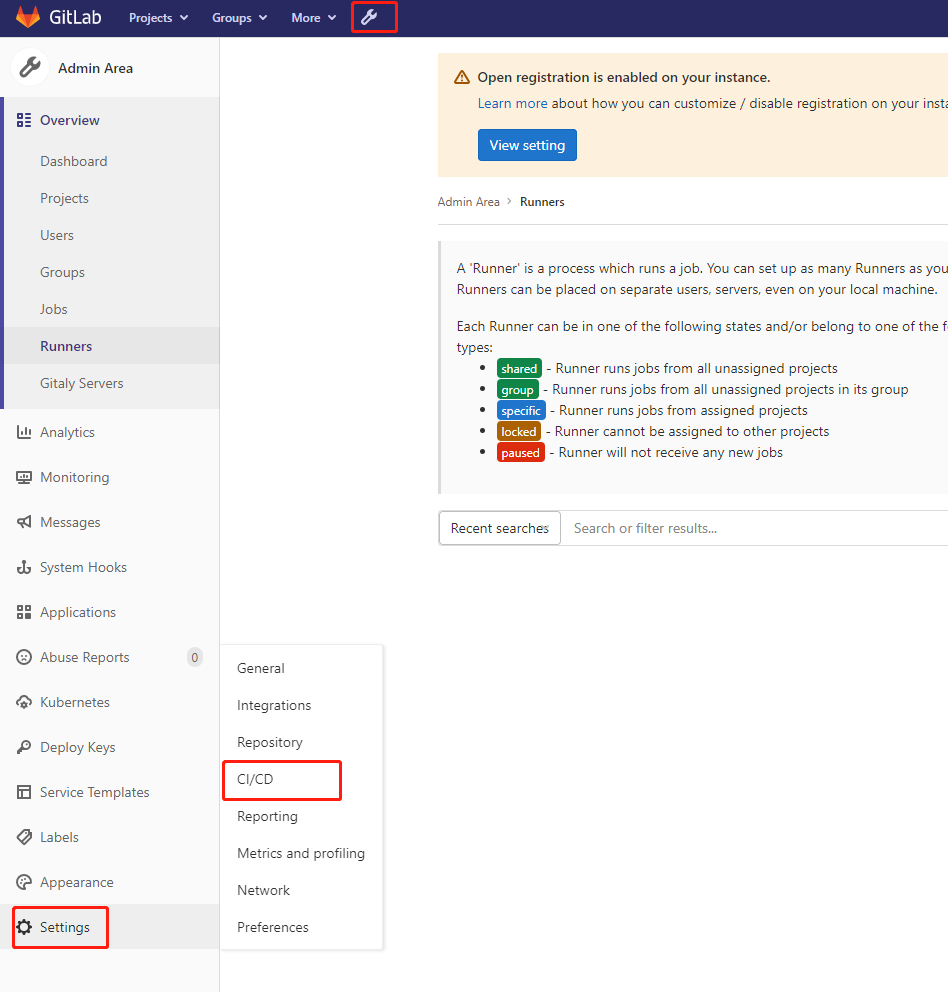 GitLab Projects Groups More
Admin Area
Overview
Dashboard
Projects
Users
Groups
Jobs
Runners
Gitaly Servers
Analytics
Monitoring
Messages
System Hooks
Applications
Abuse Reports 0
Kubernetes
Deploy Keys
Service Templates
Labels
Appearance
Settings
General
Integrations
Repository
CI/CD
Reporting
Metrics and profiling
Network
Preferences
Open registration is enabled on your instance.
Learn more about how you can customize / disable registration on your insta
View setting
Admin Area > Runners
A 'Runner' is a process which runs a job. You can set up as many Runners as you
Runners can be placed on separate users, servers, even on your local machine.
Each Runner can be in one of the following states and/or belong to one of the f
types:
• shared - Runner runs jobs from all unassigned projects
• group - Runner runs jobs from all unassigned projects in its group
• specific - Runner runs jobs from assigned projects
• locked - Runner cannot be assigned to other projects
• paused - Runner will not receive any new jobs
Recent searches Search or filter results...